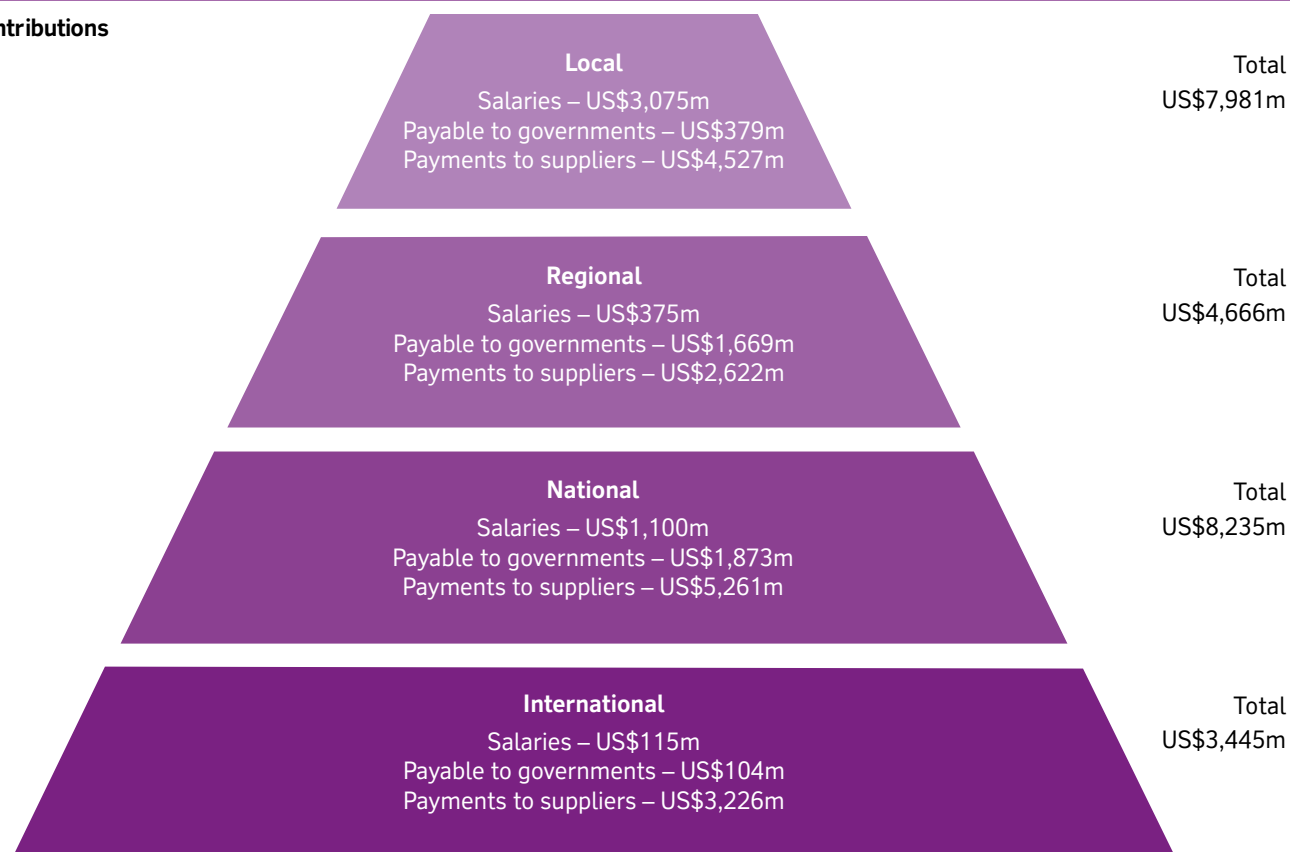 ntributions
Local
Salaries – US$3,075m
Payable to governments – US$379m
Payments to suppliers – US$4,527m
Total
US$7,981m
Regional
Salaries – US$375m
Payable to governments – US$1,669m
Payments to suppliers – US$2,622m
Total
US$4,666m
National
Salaries – US$1,100m
Payable to governments – US$1,873m
Payments to suppliers – US$5,261m
Total
US$8,235m
International
Salaries – US$115m
Payable to governments – US$104m
Payments to suppliers – US$3,226m
Total
US$3,445m